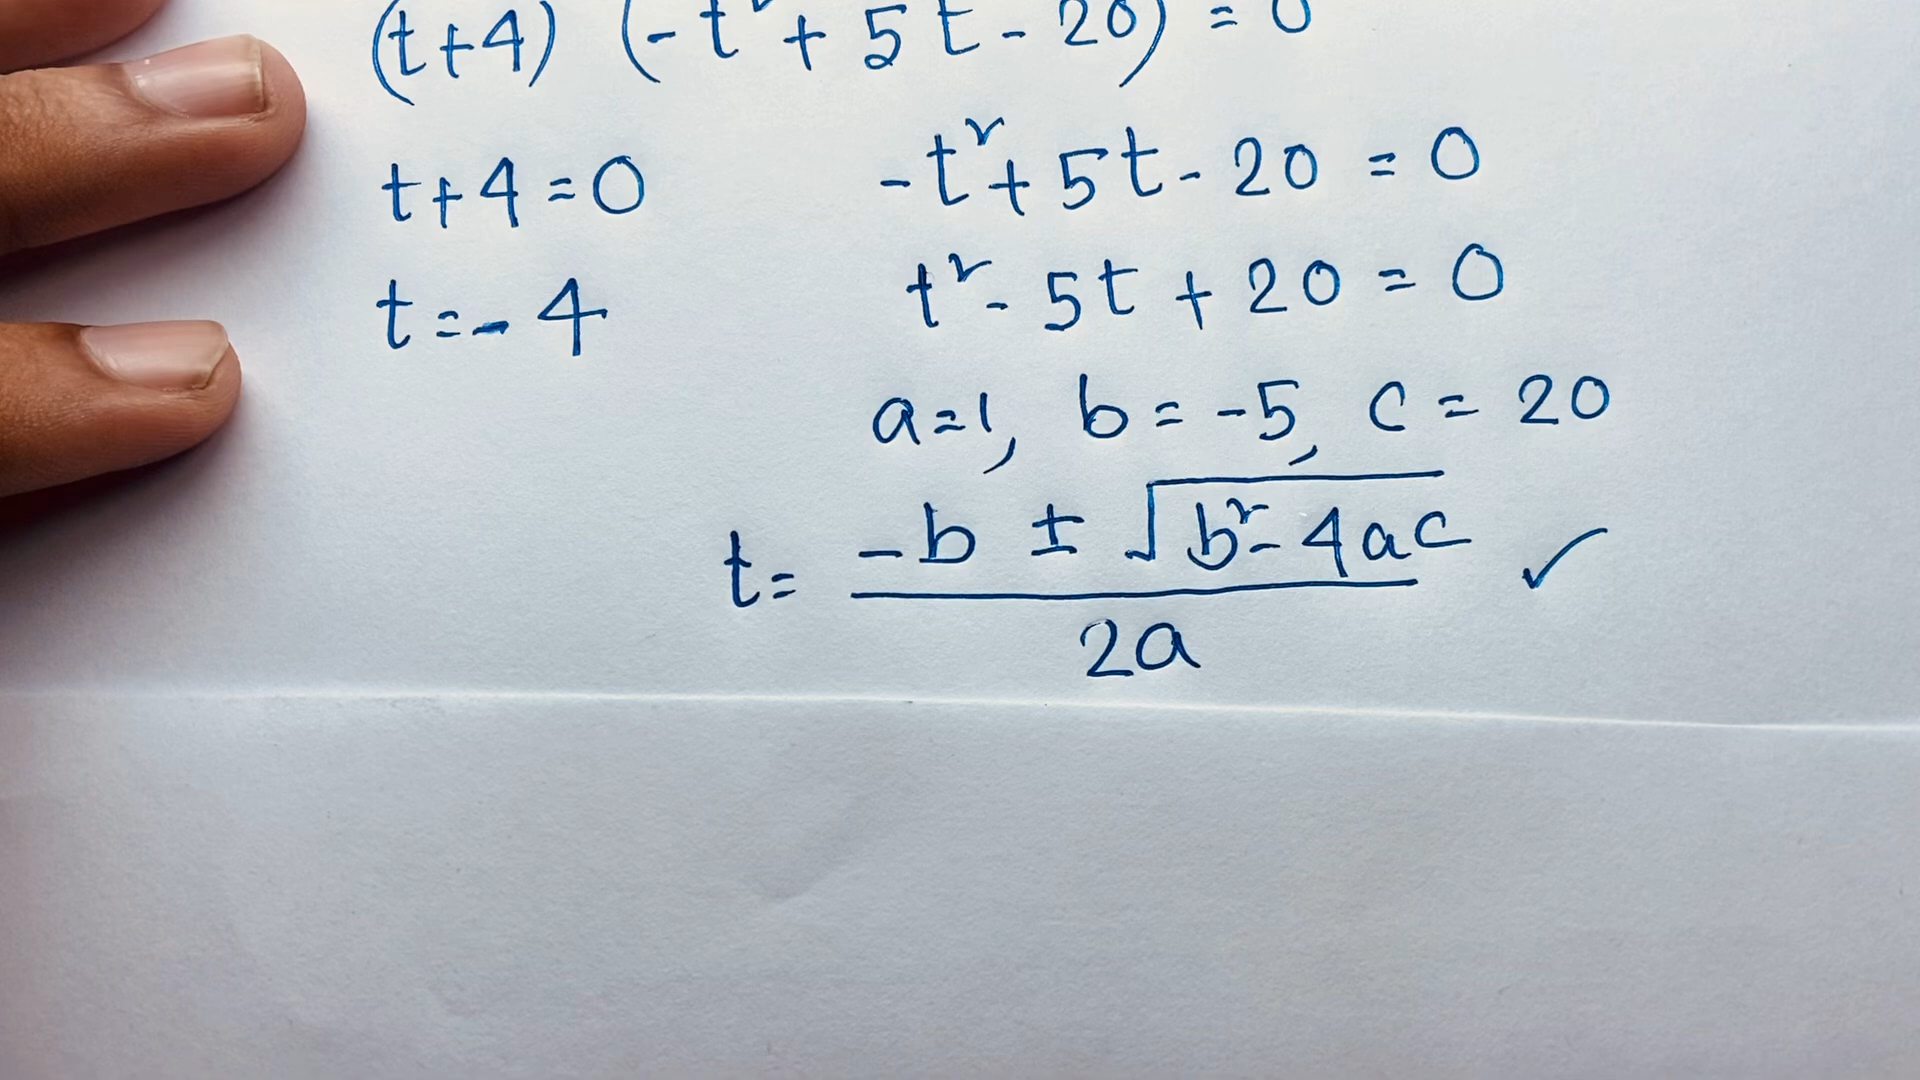 (t+4) (-t²+5t-20) = 0
t+4=0 -t²+5t-20 = 0
t=-4 t²-5t+20=0
a=1, b=-5, c=20
t= -b ± √b²-4ac ✓
2a